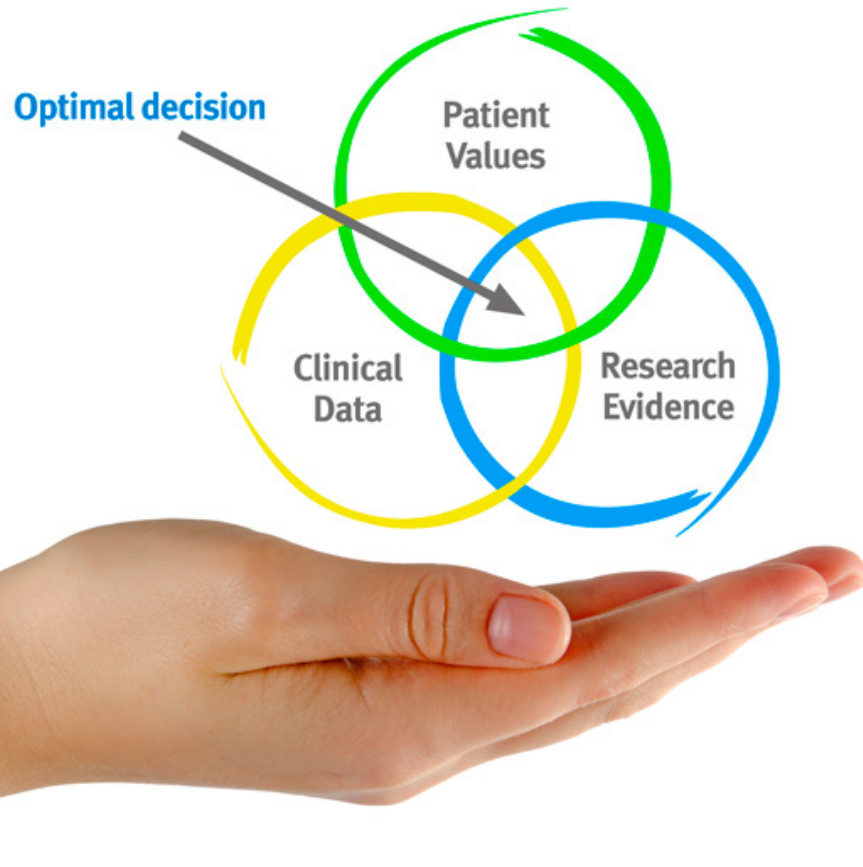 Optimal decision
Patient
Values
Clinical
Data
Research
Evidence